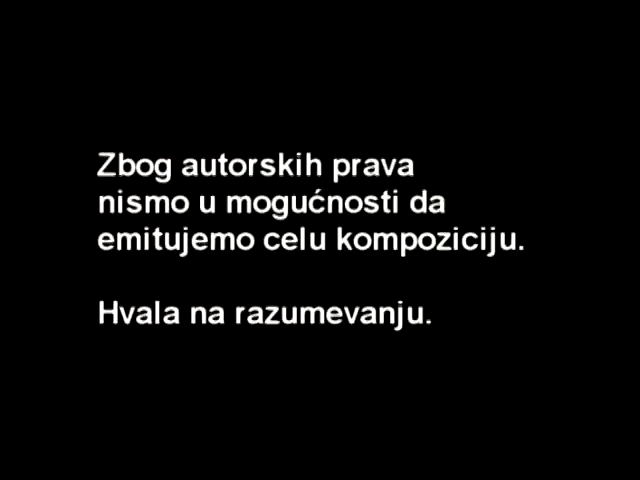 Zbog autorskih prava
nismo u mogućnosti da
emitujemo celu kompoziciju.
Hvala na razumevanju.